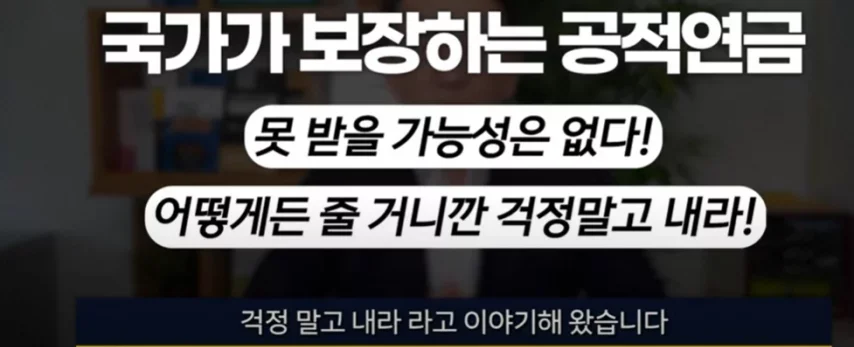 국가가 보장하는 공적연금
못 받을 가능성은 없다!
어떻게든 줄 거니깐 걱정말고 내라!
걱정 말고 내라 라고 이야기해 왔습니다